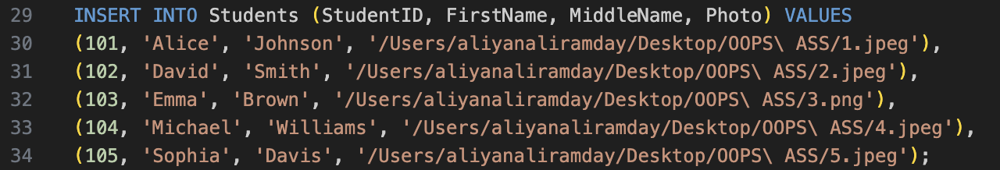 29 INSERT INTO Students (StudentID, FirstName, MiddleName, Photo) VALUES
30 (101, 'Alice', 'Johnson', '/Users/aliyanaliramday/Desktop/OOPS\ ASS/1.jpeg'),
31 (102, 'David', 'Smith', '/Users/aliyanaliramday/Desktop/OOPS\ ASS/2.jpeg'),
32 (103, 'Emma', 'Brown', '/Users/aliyanaliramday/Desktop/OOPS\ ASS/3.png'),
33 (104, 'Michael', 'Williams', '/Users/aliyanaliramday/Desktop/OOPS\ ASS/4.jpeg'),
34 (105, 'Sophia', 'Davis', '/Users/aliyanaliramday/Desktop/OOPS\ ASS/5.jpeg');